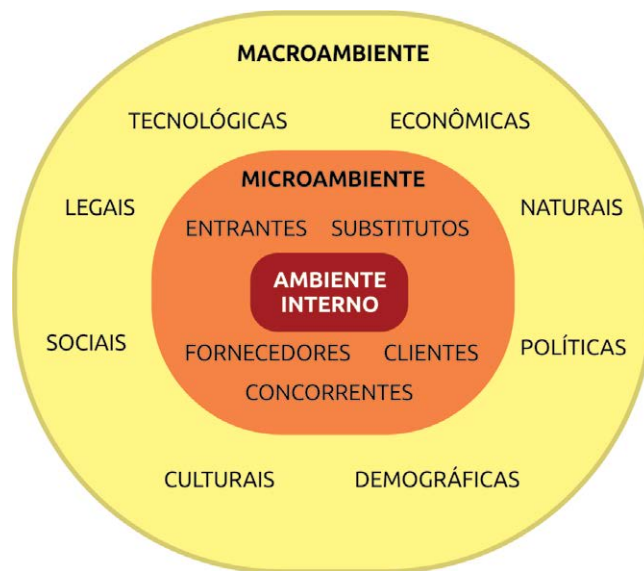 MACROAMBIENTE
TECNOLÓGICAS ECONÔMICAS
MICROAMBIENTE
LEGAIS NATURAIS
ENTRANTES SUBSTITUTOS
AMBIENTE
INTERNO
SOCIAIS POLÍTICAS
FORNECEDORES CLIENTES
CONCORRENTES
CULTURAIS DEMOGRÁFICAS